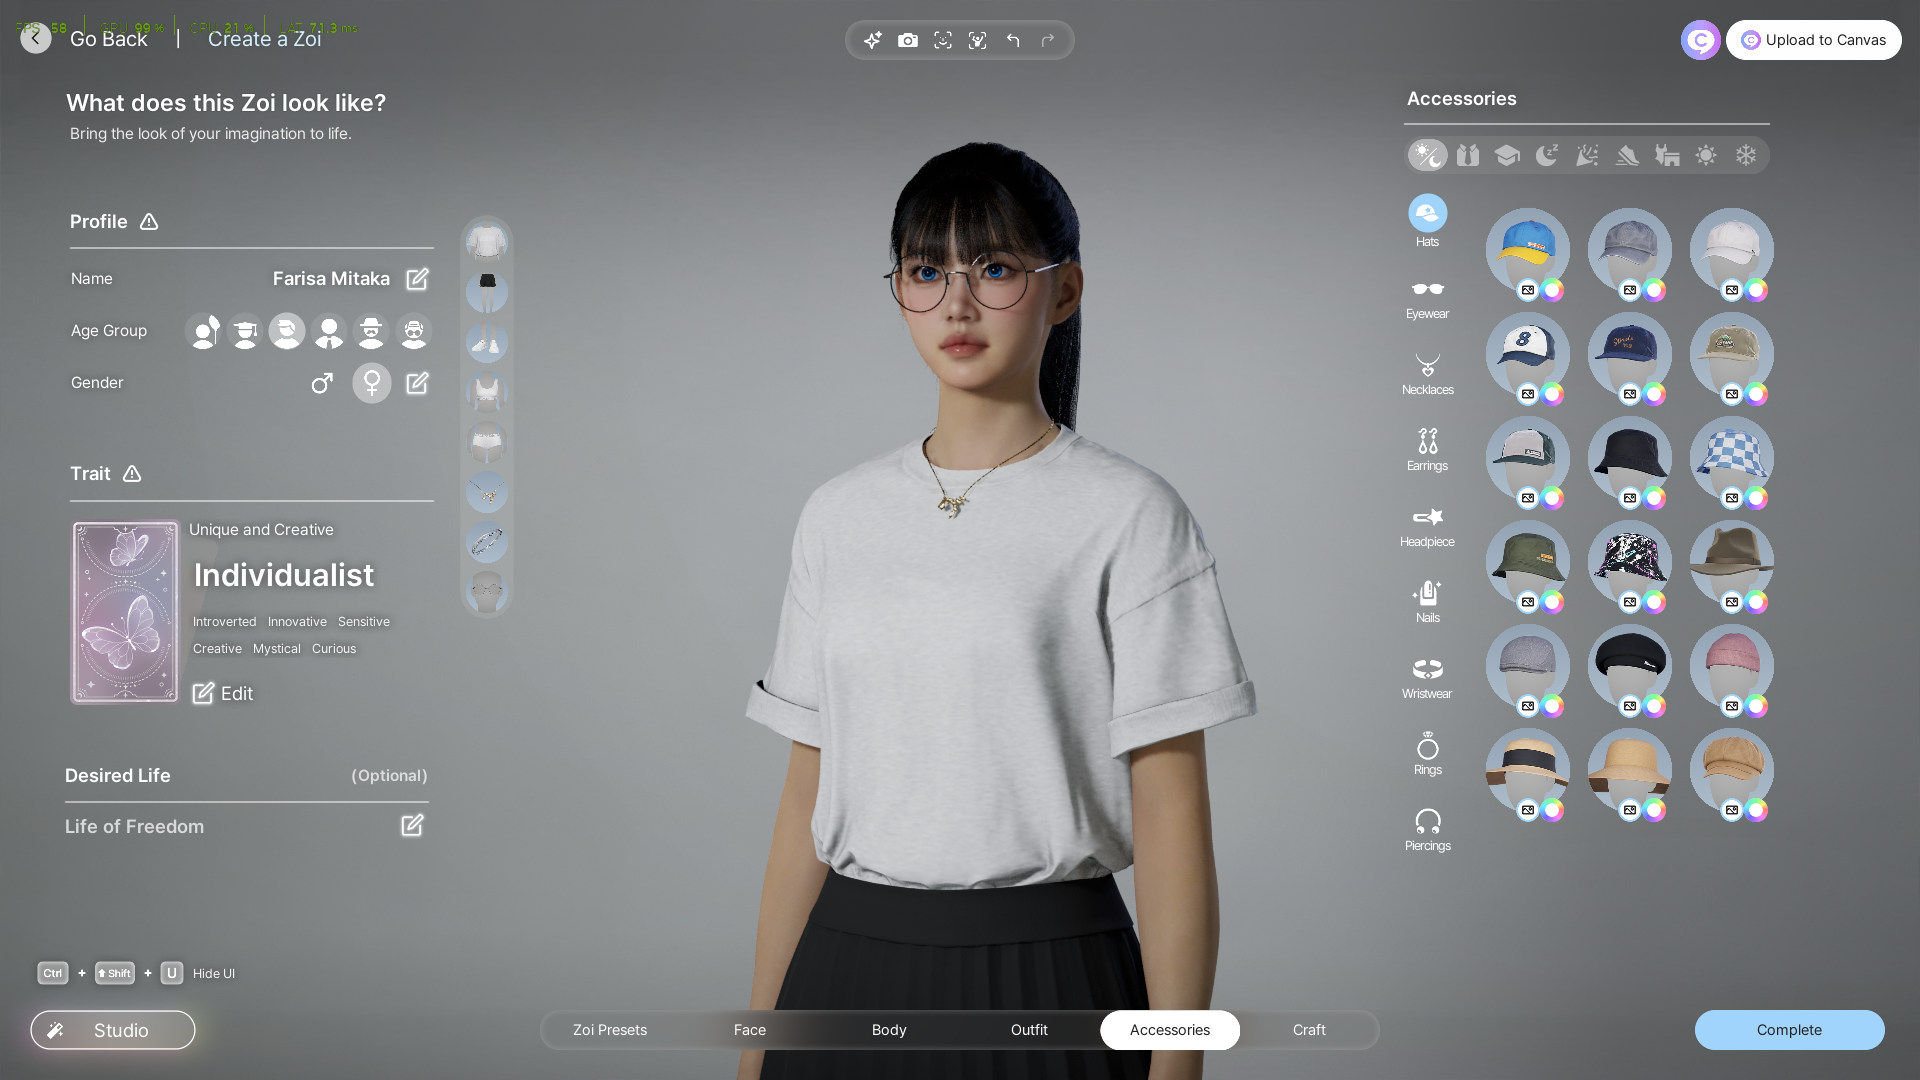 FPS 58 | GPU 99 % | CPU 21 % | LAT 71.3 ms
Go Back | Create a Zoi
Upload to Canvas
What does this Zoi look like?
Bring the look of your imagination to life.
Profile
Name Farisa Mitaka
Age Group
Gender
Trait
Unique and Creative
Individualist
Introverted Innovative Sensitive
Creative Mystical Curious
Edit
Desired Life (Optional)
Life of Freedom
Ctrl + Shift + U Hide UI
Studio
Zoi Presets Face Body Outfit Accessories Craft
Accessories
Hats
Eyewear
Necklaces
Earrings
Headpiece
Nails
Wristwear
Rings
Piercings
8
Complete